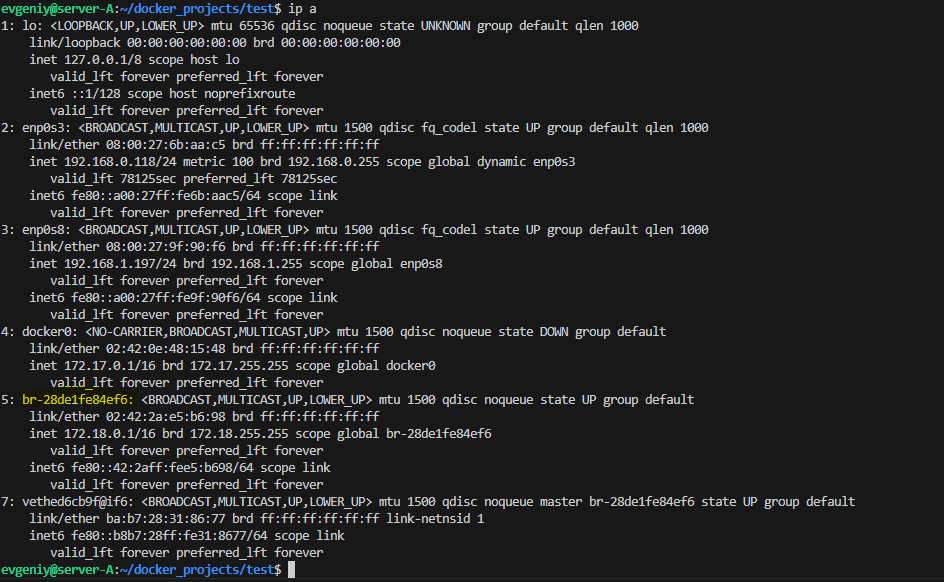 evgeniy@server-A:~/docker_projects/test$ ip a
1: lo: <LOOPBACK,UP,LOWER_UP> mtu 65536 qdisc noqueue state UNKNOWN group default qlen 1000
    link/loopback 00:00:00:00:00:00 brd 00:00:00:00:00:00
    inet 127.0.0.1/8 scope host lo
       valid_lft forever preferred_lft forever
    inet6 ::1/128 scope host noprefixroute
       valid_lft forever preferred_lft forever
2: enp0s3: <BROADCAST,MULTICAST,UP,LOWER_UP> mtu 1500 qdisc fq_codel state UP group default qlen 1000
    link/ether 08:00:27:6b:aa:c5 brd ff:ff:ff:ff:ff:ff
    inet 192.168.0.118/24 metric 100 brd 192.168.0.255 scope global dynamic enp0s3
       valid_lft 78125sec preferred_lft 78125sec
    inet6 fe80::a00:27ff:fe6b:aac5/64 scope link
       valid_lft forever preferred_lft forever
3: enp0s8: <BROADCAST,MULTICAST,UP,LOWER_UP> mtu 1500 qdisc fq_codel state UP group default qlen 1000
    link/ether 08:00:27:9f:90:f6 brd ff:ff:ff:ff:ff:ff
    inet 192.168.1.197/24 brd 192.168.1.255 scope global enp0s8
       valid_lft forever preferred_lft forever
    inet6 fe80::a00:27ff:fe9f:90f6/64 scope link
       valid_lft forever preferred_lft forever
4: docker0: <NO-CARRIER,BROADCAST,MULTICAST,UP> mtu 1500 qdisc noqueue state DOWN group default
    link/ether 02:42:0e:48:15:48 brd ff:ff:ff:ff:ff:ff
    inet 172.17.0.1/16 brd 172.17.255.255 scope global docker0
       valid_lft forever preferred_lft forever
5: br-28de1fe84ef6: <BROADCAST,MULTICAST,UP,LOWER_UP> mtu 1500 qdisc noqueue state UP group default
    link/ether 02:42:2a:e5:b6:98 brd ff:ff:ff:ff:ff:ff
    inet 172.18.0.1/16 brd 172.18.255.255 scope global br-28de1fe84ef6
       valid_lft forever preferred_lft forever
    inet6 fe80::42:2aff:fee5:b698/64 scope link
       valid_lft forever preferred_lft forever
7: vethed6cb9f@if6: <BROADCAST,MULTICAST,UP,LOWER_UP> mtu 1500 qdisc noqueue master br-28de1fe84ef6 state UP group default
    link/ether ba:b7:28:31:86:77 brd ff:ff:ff:ff:ff:ff link-netnsid 1
    inet6 fe80::b8b7:28ff:fe31:8677/64 scope link
       valid_lft forever preferred_lft forever
evgeniy@server-A:~/docker_projects/test$